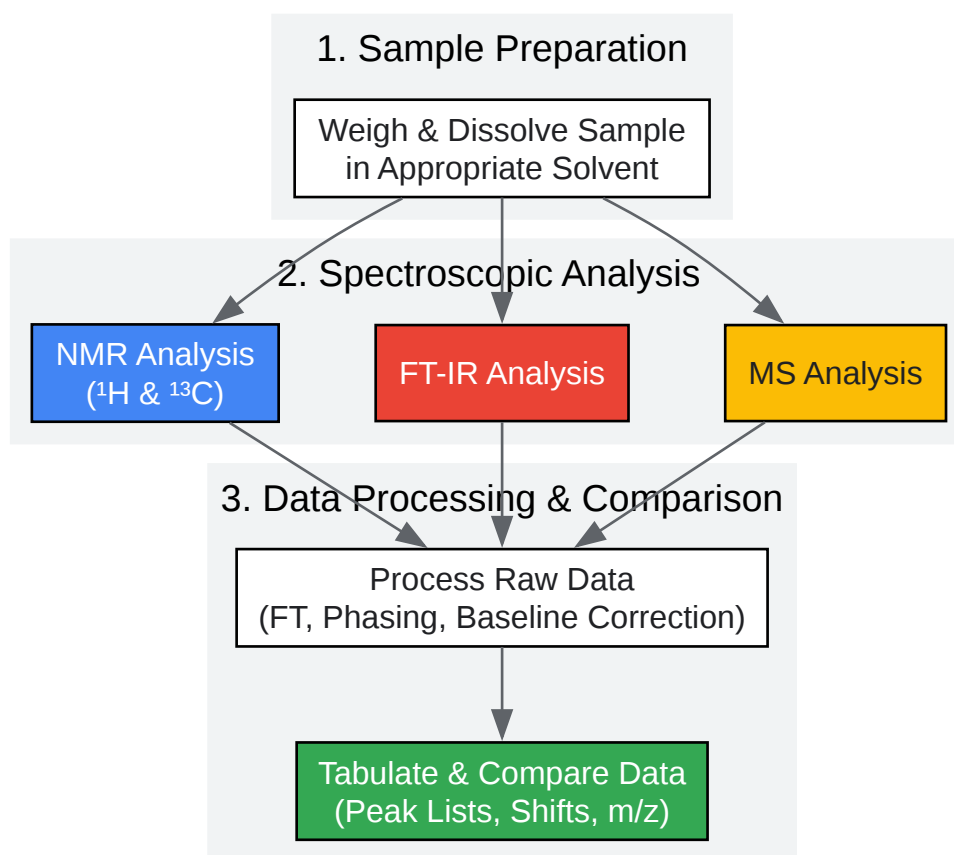 1. Sample Preparation
Weigh & Dissolve Sample
in Appropriate Solvent
2. Spectroscopic Analysis
NMR Analysis
(¹H & ¹³C)
FT-IR Analysis
MS Analysis
3. Data Processing & Comparison
Process Raw Data
(FT, Phasing, Baseline Correction)
Tabulate & Compare Data
(Peak Lists, Shifts, m/z)